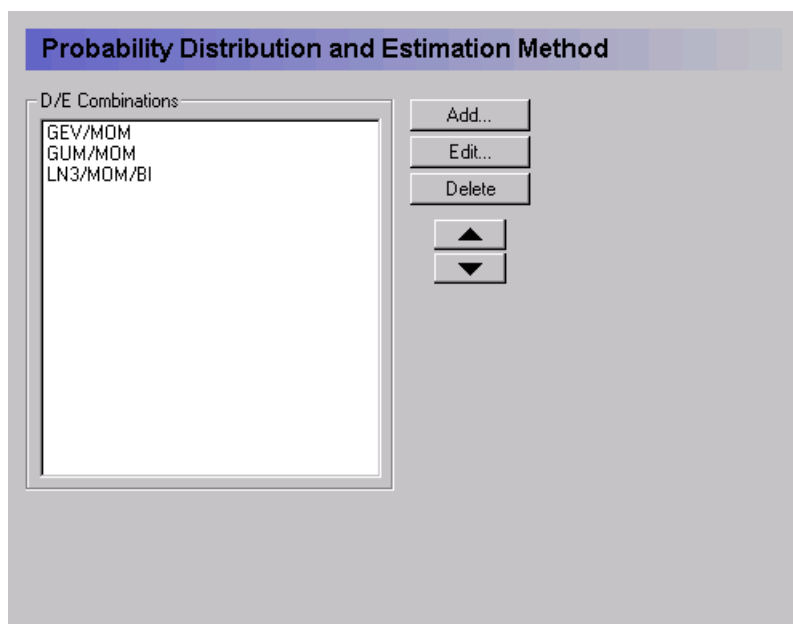 Probability Distribution and Estimation Method
D/E Combinations
GEV/MOM
GUM/MOM
LN3/MOM/BI
Add...
Edit...
Delete